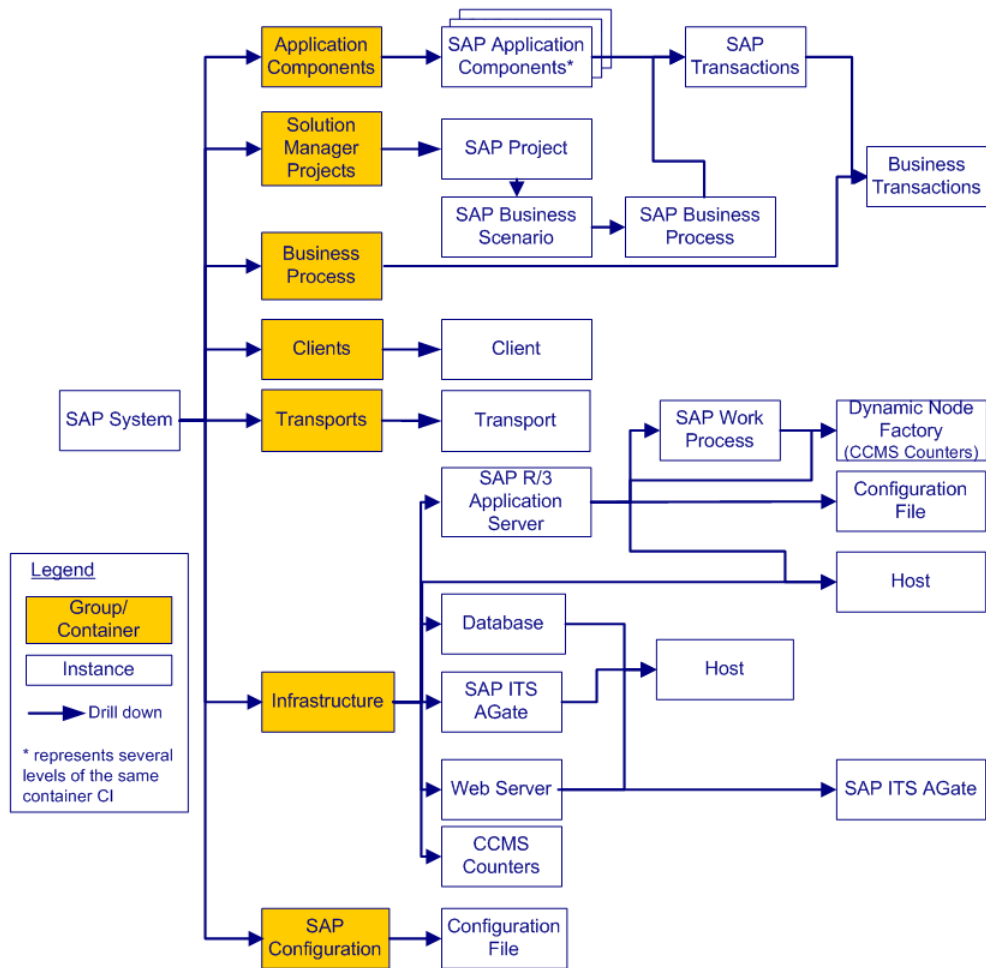 Application
Components
SAP Application
Components*
SAP
Transactions
Solution
Manager
Projects
SAP Project
Business
Transactions
SAP Business
Scenario
SAP Business
Process
Business
Process
Clients
Client
SAP System
Transports
Transport
SAP Work
Process
Dynamic Node
Factory
(CCMS Counters)
SAP R/3
Application
Server
Configuration
File
Host
Legend
Group/
Container
Instance
Drill down
* represents several
levels of the same
container CI
Database
Host
Infrastructure
SAP ITS
AGate
Web Server
SAP ITS AGate
CCMS
Counters
SAP
Configuration
Configuration
File